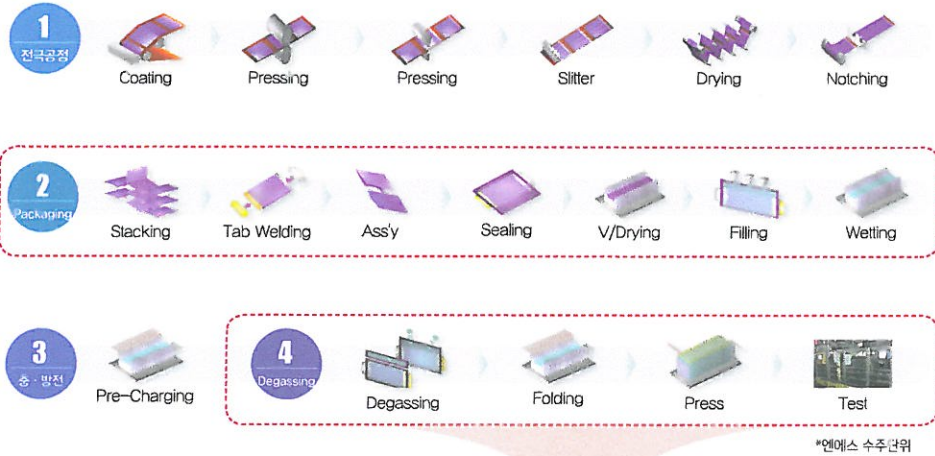 1
전극공정
Coating
Pressing
Pressing
Slitter
Drying
Notching
2
Packaging
Stacking
Tab Welding
Ass'y
Sealing
V/Drying
Filling
Wetting
3
충·방전
Pre-Charging
4
Degassing
Degassing
Folding
Press
Test
*엔에스 수주단위